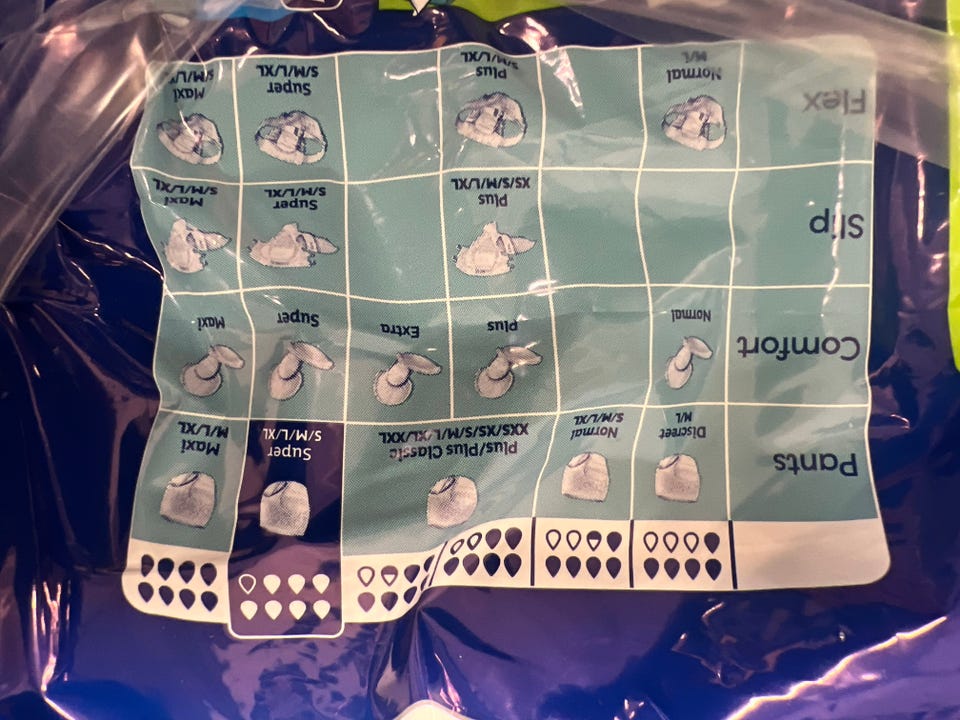 Pants
Discreet
M/L
Normal
S/M/L/XL
Plus/Plus Classic
XXS/XS/S/M/L/XL/XXL
Super
S/M/L/XL
Maxi
M/L/XL
Comfort
Normal
Plus
Extra
Super
Maxi
Slip
Plus
XS/S/M/L/XL
Super
S/M/L/XL
Maxi
S/M/L/XL
Flex
Normal
M/L
Plus
S/M/L/XL
Super
S/M/L/XL
Maxi
S/M/L/XL